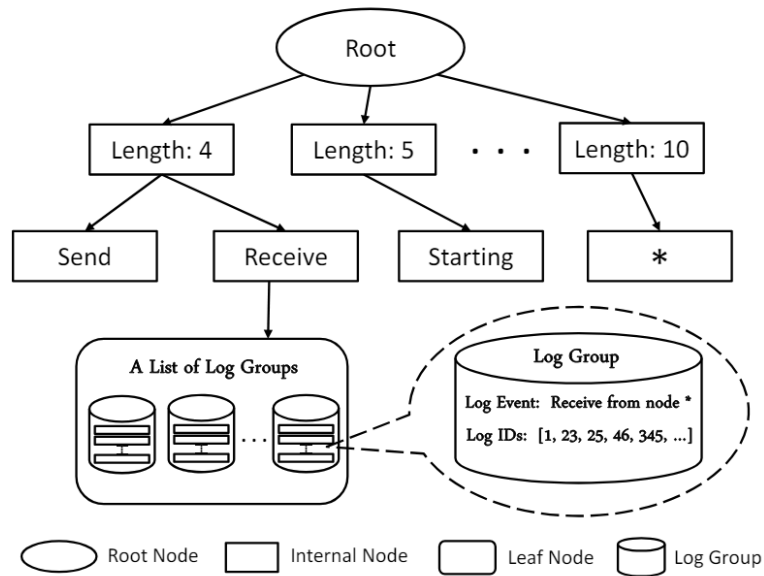 Root
Length: 4
Length: 5
. . .
Length: 10
Send
Receive
Starting
*
A List of Log Groups
...
Log Group
Log Event: Receive from node *
Log IDs: [1, 23, 25, 46, 345, ...]
Root Node
Internal Node
Leaf Node
Log Group